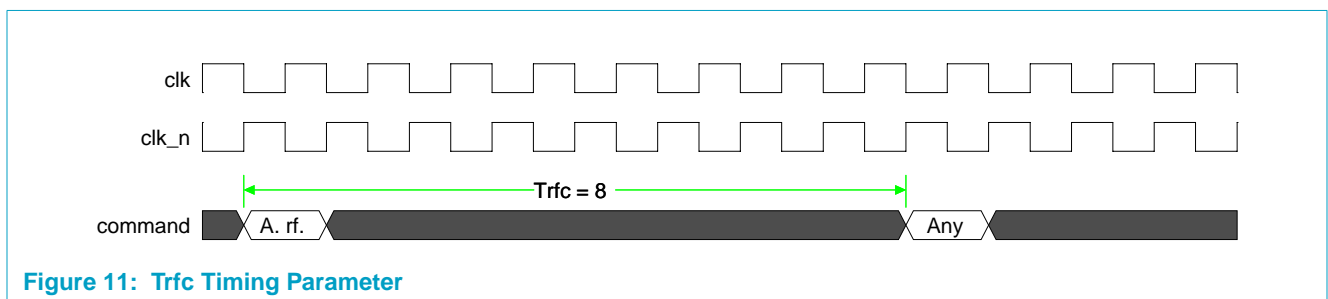 clk
clk_n
Trfc = 8
command A. rf. Any
Figure 11: Trfc Timing Parameter